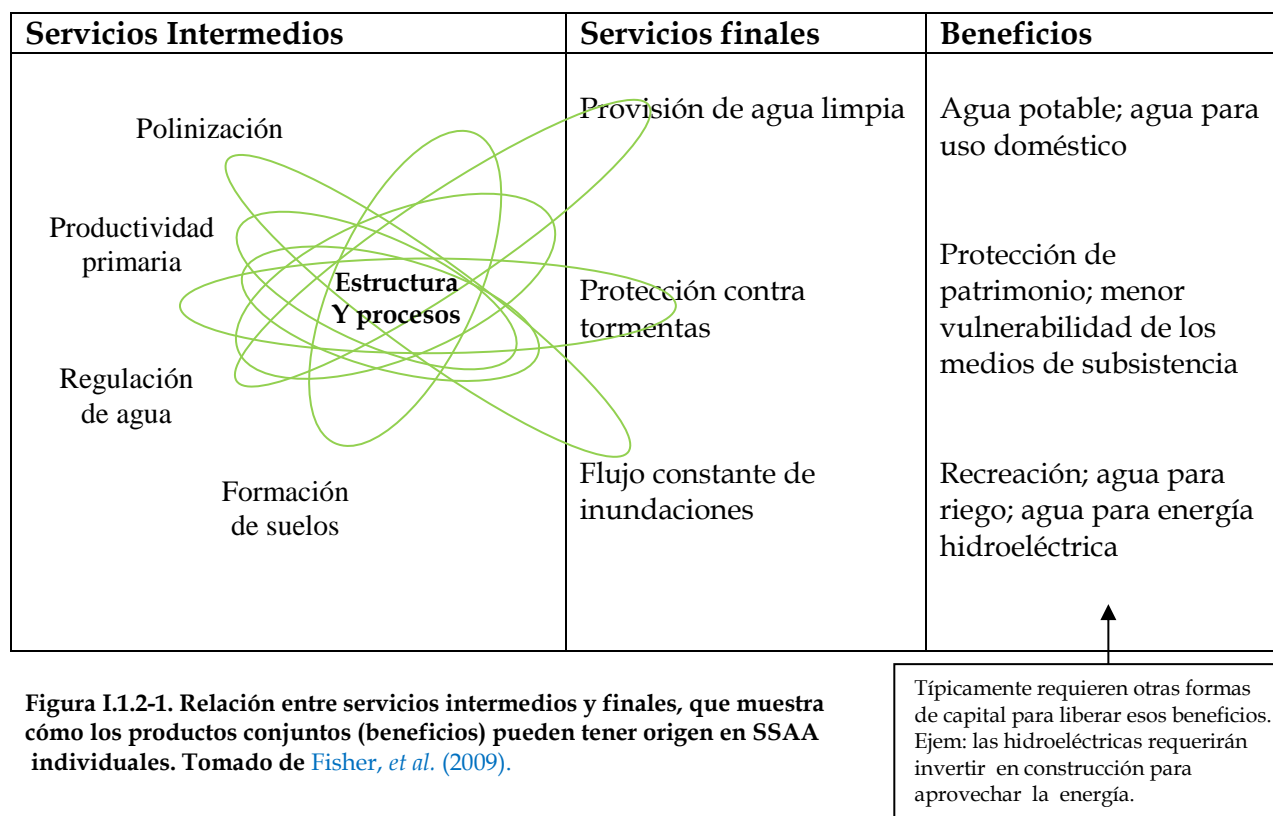 Servicios Intermedios
Servicios finales
Beneficios
Polinización
Productividad
primaria
Estructura
Y procesos
Regulación
de agua
Formación
de suelos
Provisión de agua limpia
Protección contra
tormentas
Flujo constante de
inundaciones
Agua potable; agua para
uso doméstico
Protección de
patrimonio; menor
vulnerabilidad de los
medios de subsistencia
Recreación; agua para
riego; agua para energía
hidroeléctrica
Típicamente requieren otras formas
de capital para liberar esos beneficios.
Ejem: las hidroeléctricas requerirán
invertir en construcción para
aprovechar la energía.
Figura I.1.2-1. Relación entre servicios intermedios y finales, que muestra
cómo los productos conjuntos (beneficios) pueden tener origen en SSAA
individuales. Tomado de Fisher, et al. (2009).